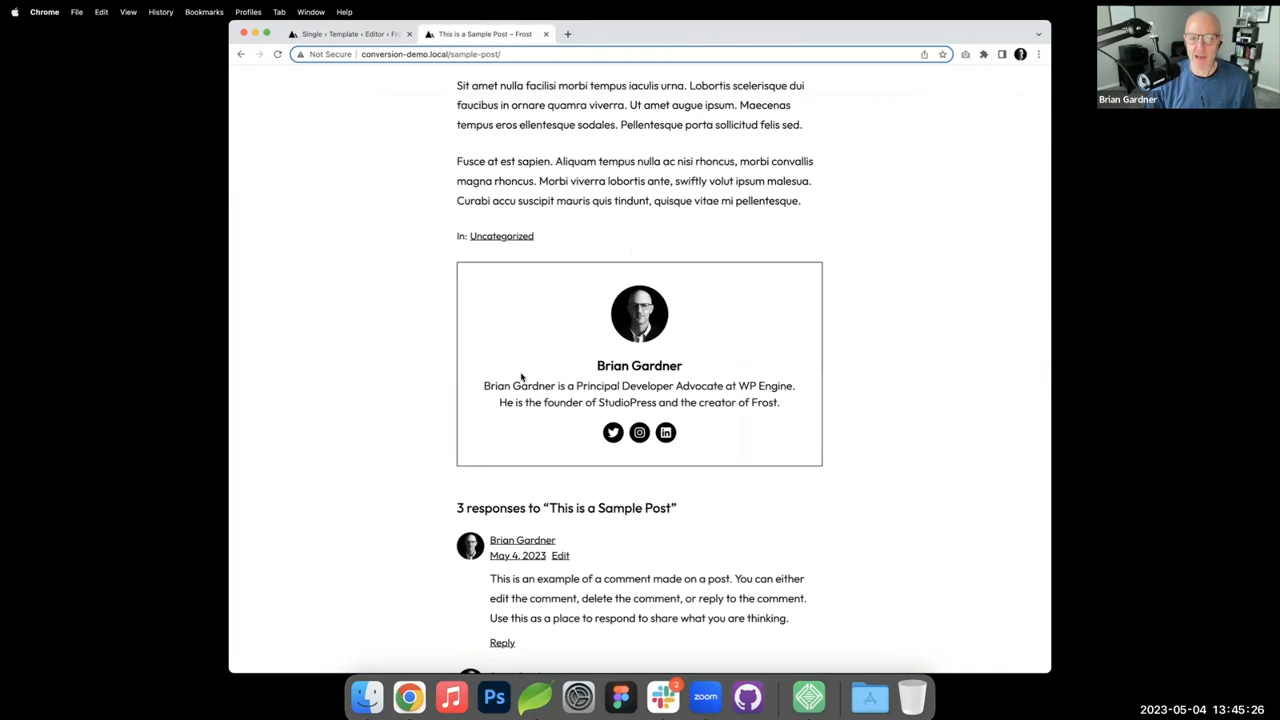 Chrome File Edit View History Bookmarks Profiles Tab Window Help
Single ‹ Template ‹ Editor ‹ Fro
This is a Sample Post – Frost
Not Secure conversion-demo.local/sample-post/
Brian Gardner
Sit amet nulla facilisi morbi tempus iaculis urna. Lobortis scelerisque dui
faucibus in ornare quamra viverra. Ut amet augue ipsum. Maecenas
tempus eros ellentesque sodales. Pellentesque porta sollicitud felis sed.
Fusce at est sapien. Aliquam tempus nulla ac nisi rhoncus, morbi convallis
magna rhoncus. Morbi viverra lobortis ante, swiftly volut ipsum malesua.
Curabi accu suscipit mauris quis tindunt, quisque vitae mi pellentesque.
In: Uncategorized
Brian Gardner
Brian Gardner is a Principal Developer Advocate at WP Engine.
He is the founder of StudioPress and the creator of Frost.
3 responses to “This is a Sample Post”
Brian Gardner
May 4, 2023 Edit
This is an example of a comment made on a post. You can either
edit the comment, delete the comment, or reply to the comment.
Use this as a place to respond to share what you are thinking.
Reply
Ps
2
zoom
2023-05-04 13:45:26